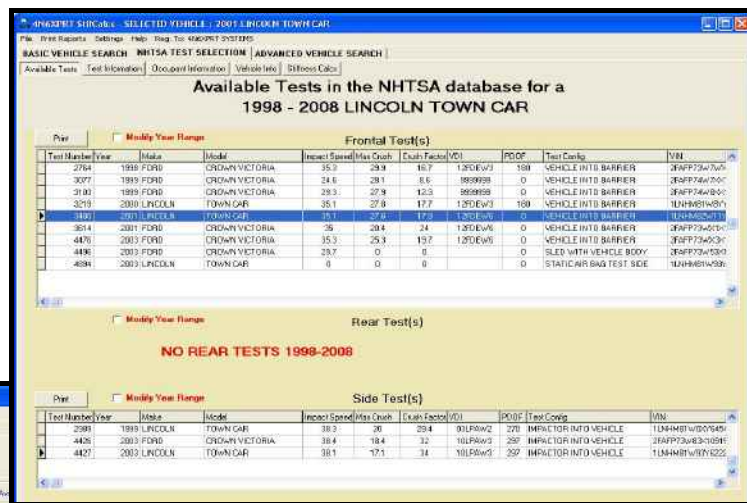 4N6XPRT StifCalcs - SELECTED VEHICLE : 2001 LINCOLN TOWN CAR
File Print Reports Settings Help Reg. To: 4N6XPRT SYSTEMS
BASIC VEHICLE SEARCH NHTSA TEST SELECTION ADVANCED VEHICLE SEARCH
Available Tests Test Information Occupant Information Vehicle Info Stiffness Calcs
Available Tests in the NHTSA database for a
1998 - 2008 LINCOLN TOWN CAR
Print Modify Year Range Frontal Test(s)
Test Number Year Make Model Impact Speed Max Crush Crush Factor VDI PDOF Test Config VIN
2764 1998 FORD CROWN VICTORIA 35.3 29.9 16.7 12FDEW3 180 VEHICLE INTO BARRIER
3077 1999 FORD CROWN VICTORIA 24.6 28.1 8.6 9999999 0 VEHICLE INTO BARRIER
3103 1999 FORD CROWN VICTORIA 29.3 27.9 12.3 9999999 0 VEHICLE INTO BARRIER
3219 2000 LINCOLN TOWN CAR 35.1 27.8 17.7 12FDEW3 180 VEHICLE INTO BARRIER
2001 LINCOLN TOWN CAR 35.1 27.8 12FDEW6 0 VEHICLE INTO BARRIER
3614 2001 FORD CROWN VICTORIA 35 20.4 24 12FDEW6 0 VEHICLE INTO BARRIER
4476 2003 FORD CROWN VICTORIA 35.3 25.3 19.7 12FDEW6 0 VEHICLE INTO BARRIER
4496 2003 FORD CROWN VICTORIA 29.7 0 0 0 SLED WITH VEHICLE BODY
4894 2003 LINCOLN TOWN CAR 0 0 0 0 STATIC AIR BAG TEST SIDE
Modify Year Range Rear Test(s)
NO REAR TESTS 1998-2008
Print Modify Year Range Side Test(s)
Test Number Year Make Model Impact Speed Max Crush Crush Factor VDI PDOF Test Config VIN
2989 1999 LINCOLN TOWN CAR 38.3 20 29.4 270 IMPACTOR INTO VEHICLE
4425 2003 FORD CROWN VICTORIA 38.4 18.4 32 10LPAW3 297 IMPACTOR INTO VEHICLE
4427 2003 LINCOLN TOWN CAR 38.1 17.1 34 10LPAW3 297 IMPACTOR INTO VEHICLE